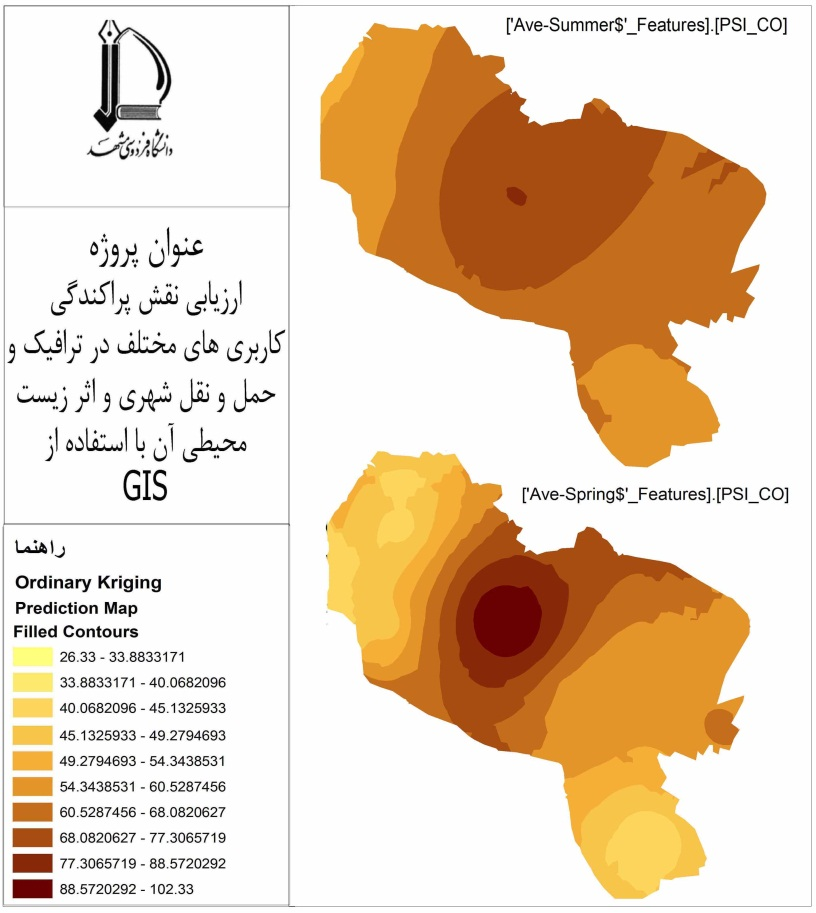 دانشگاه فردوسی مشهد
عنوان پروژه
ارزیابی نقش پراکندگی
کاربری های مختلف در ترافیک و
حمل و نقل شهری و اثر زیست
محیطی آن با استفاده از
GIS
راهنما
Ordinary Kriging
Prediction Map
Filled Contours
26.33 - 33.8833171
33.8833171 - 40.0682096
40.0682096 - 45.1325933
45.1325933 - 49.2794693
49.2794693 - 54.3438531
54.3438531 - 60.5287456
60.5287456 - 68.0820627
68.0820627 - 77.3065719
77.3065719 - 88.5720292
88.5720292 - 102.33
['Ave-Summer$'_Features].[PSI_CO]
['Ave-Spring$'_Features].[PSI_CO]